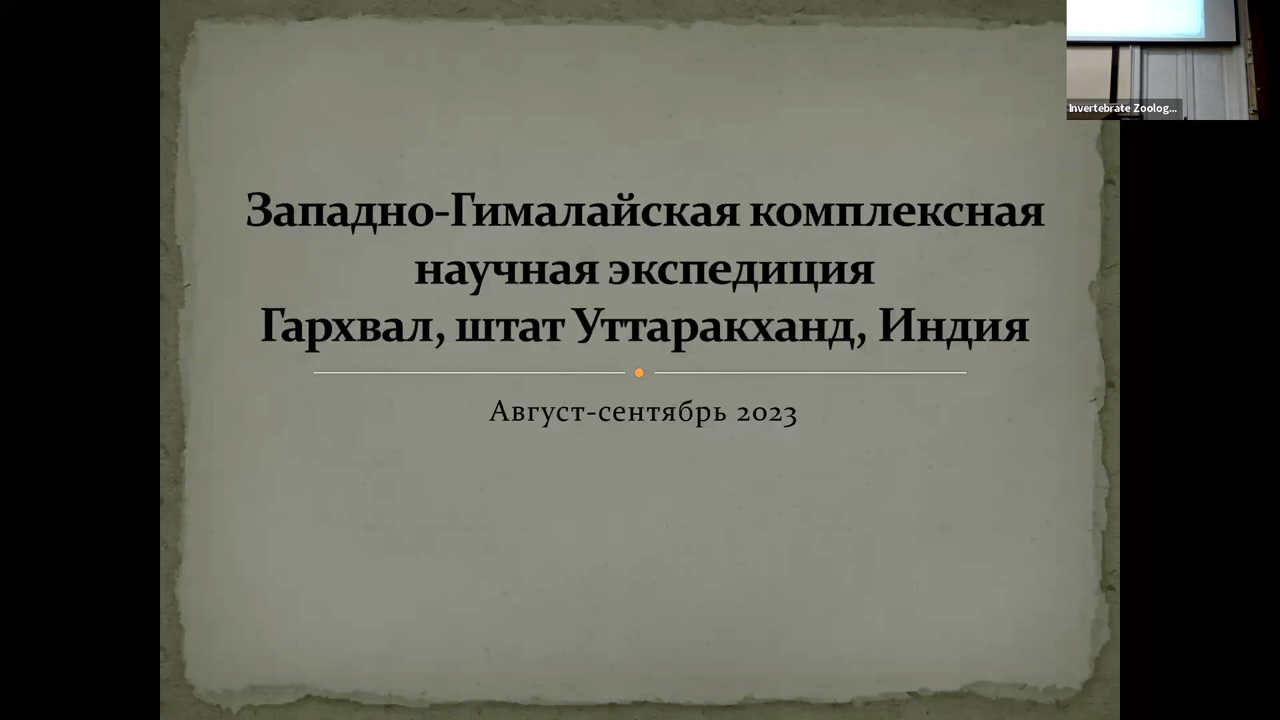 Invertebrate Zoolog...
Западно-Гималайская комплексная
научная экспедиция
Гархвал, штат Уттаракханд, Индия
Август-сентябрь 2023